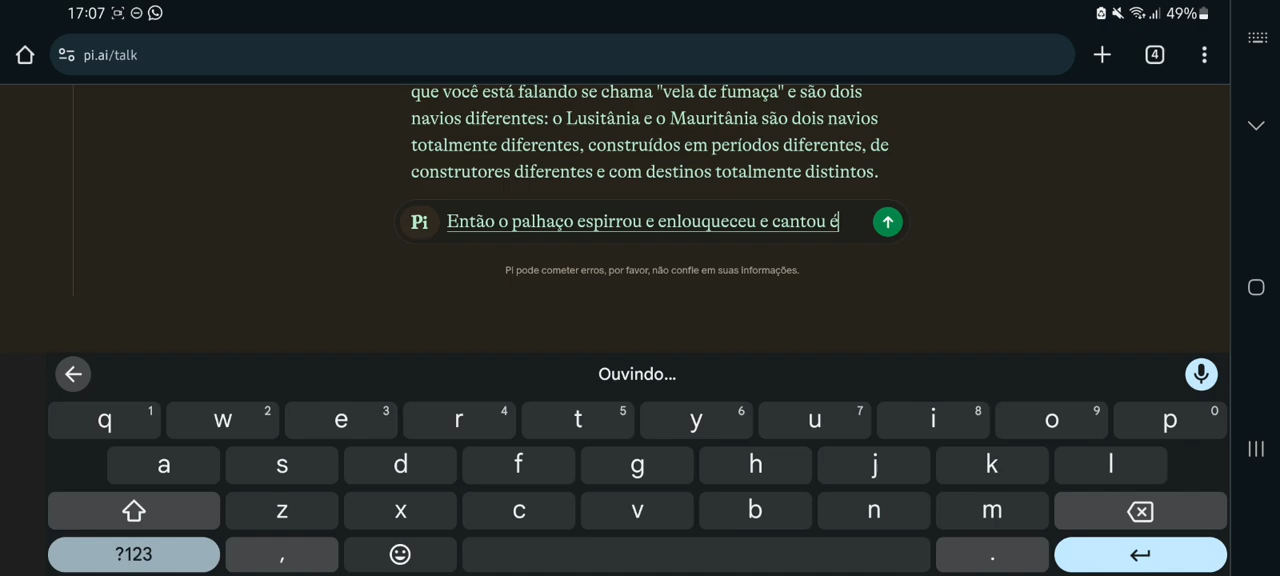 17:07
49%
pi.ai/talk
4
que você está falando se chama "vela de fumaça" e são dois
navios diferentes: o Lusitânia e o Mauritânia são dois navios
totalmente diferentes, construídos em períodos diferentes, de
construtores diferentes e com destinos totalmente distintos.
Pi
Então o palhaço espirrou e enlouqueceu e cantou é
Pi pode cometer erros, por favor, não confie em suas informações.
Ouvindo...
q 1 w 2 e 3 r 4 t 5 y 6 u 7 i 8 o 9 p 0
a s d f g h j k l
z x c v b n m
?123 , .